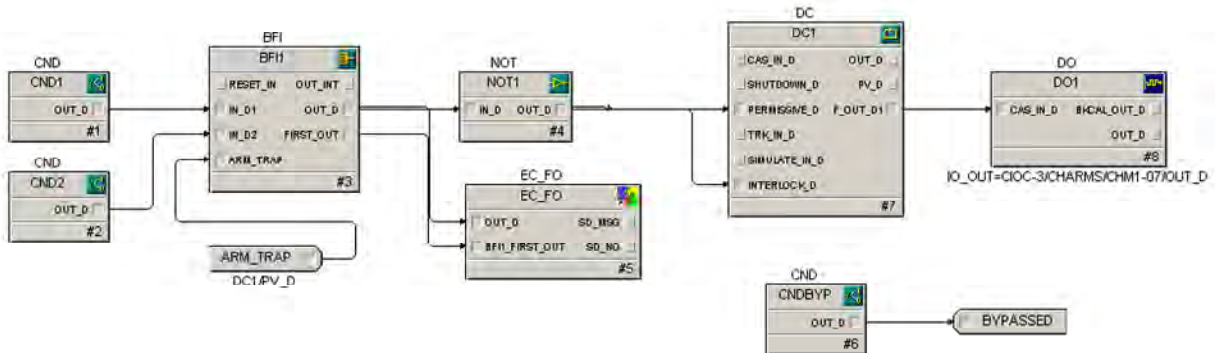 CND
CND1
OUT_D
#1
CND
CND2
OUT_D
#2
BFI
BFI1
RESET_IN OUT_INT
IN_D1 OUT_D
IN_D2 FIRST_OUT
ARM_TRAP
#3
ARM_TRAP
DC1/PV_D
NOT
NOT1
IN_D OUT_D
#4
EC_FO
EC_FO
OUT_D SD_MSG
BFI1_FIRST_OUT SD_NO
#5
DC
DC1
CAS_IN_D OUT_D
SHUTDOWN_D PV_D
PERMISSIVE_D F_OUT_D1
TRK_IN_D
SIMULATE_IN_D
INTERLOCK_D
#7
DO
DO1
CAS_IN_D BKCAL_OUT_D
OUT_D
#8
IO_OUT=CIOC-3/CHARMS/CHM1-07/OUT_D
CND
CNDBYP
OUT_D
#6
BYPASSED